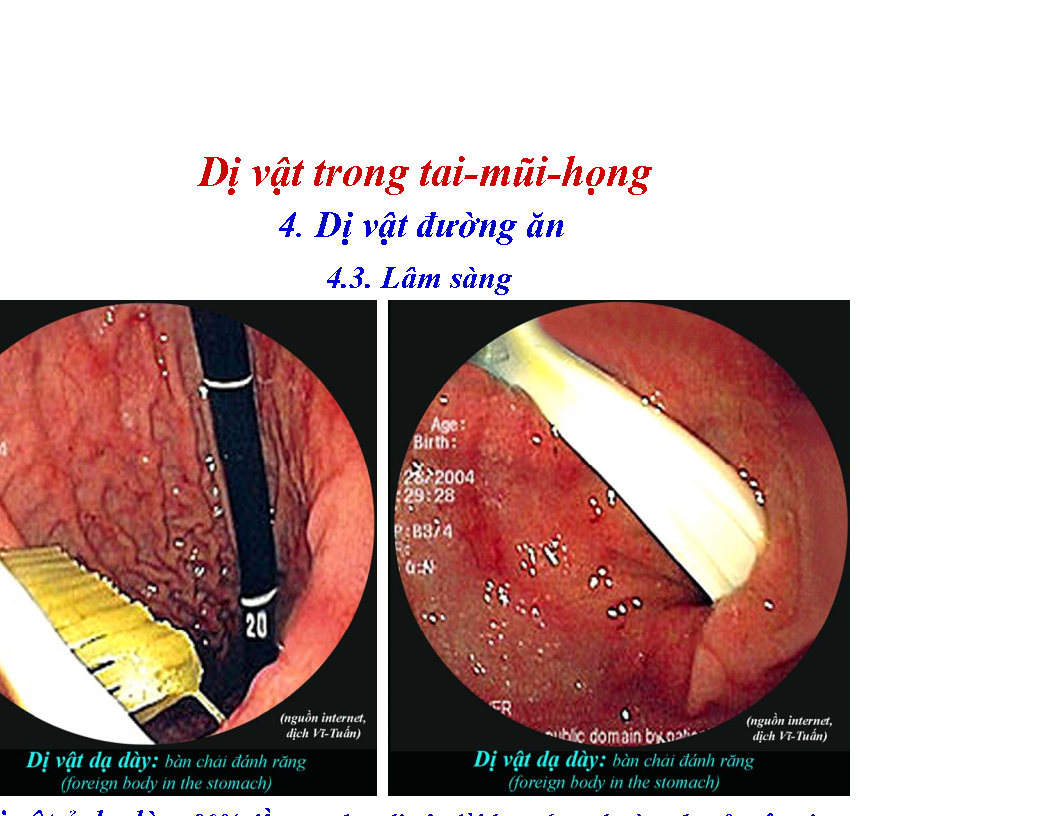 Dị vật trong tai-mũi-họng
4. Dị vật đường ăn
4.3. Lâm sàng
20
(nguồn internet,
dịch Vĩ-Tuấn)
Dị vật dạ dày: bàn chải đánh răng
(foreign body in the stomach)
Age:
Birth:
/2004
:29:28
ublic domain by
(nguồn internet,
dịch Vĩ-Tuấn)
Dị vật dạ dày: bàn chải đánh răng
(foreign body in the stomach)